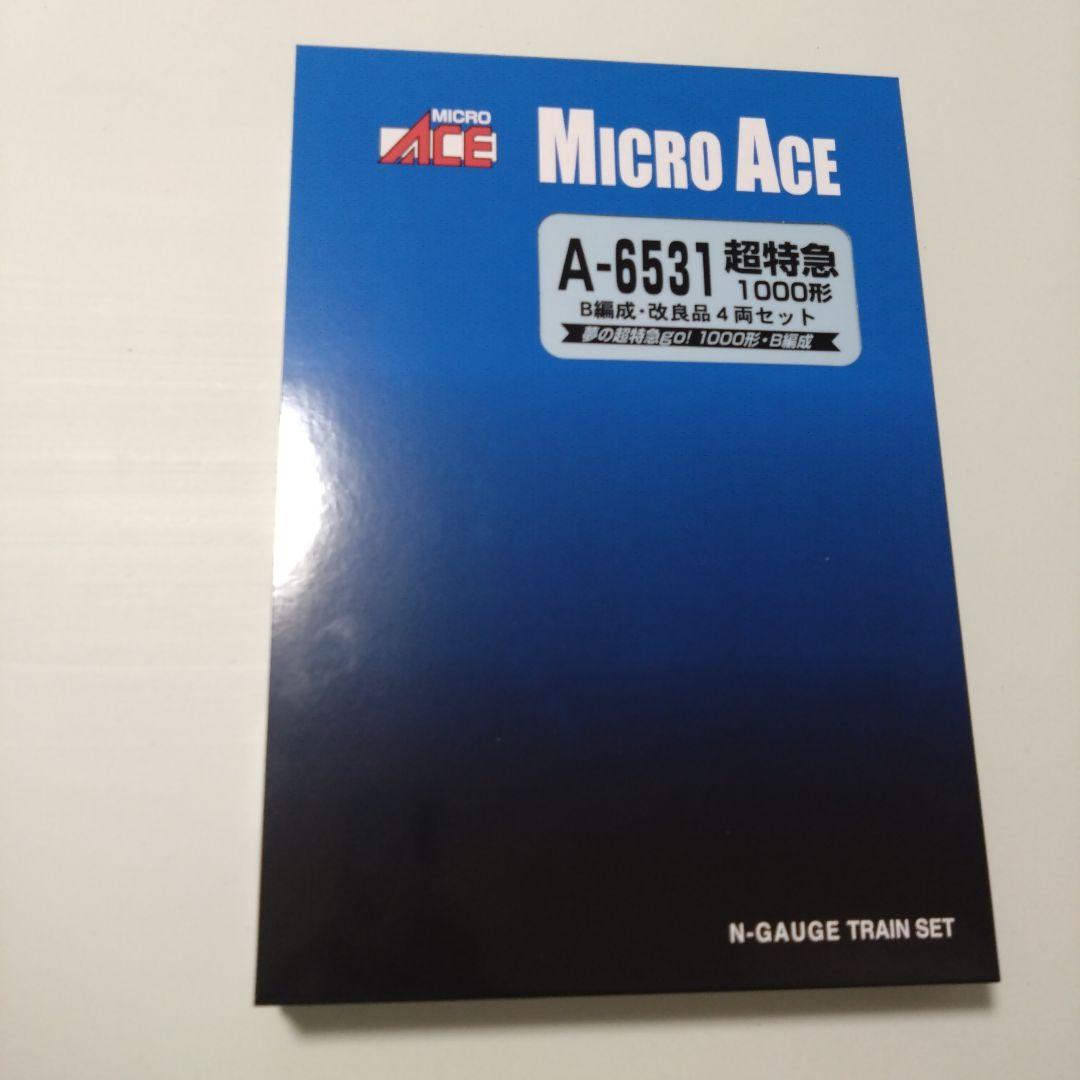 MICRO
ACE
MICRO ACE
A-6531 超特急
1000形
B編成・改良品4両セット
夢の超特急go! 1000形・B編成
N-GAUGE TRAIN SET